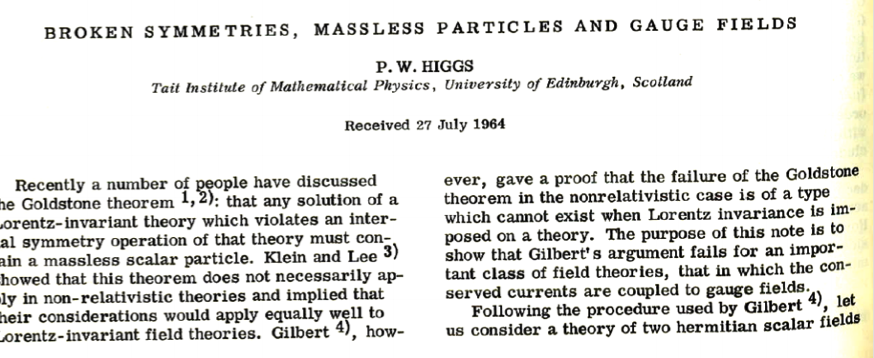 BROKEN SYMMETRIES, MASSLESS PARTICLES AND GAUGE FIELDS
P. W. HIGGS
Tait Institute of Mathematical Physics, University of Edinburgh, Scotland
Received 27 July 1964
Recently a number of people have discussed
he Goldstone theorem 1,2): that any solution of a
Lorentz-invariant theory which violates an inter-
al symmetry operation of that theory must con-
ain a massless scalar particle. Klein and Lee 3)
howed that this theorem does not necessarily ap-
ly in non-relativistic theories and implied that
heir considerations would apply equally well to
Lorentz-invariant field theories. Gilbert 4), how-
ever, gave a proof that the failure of the Goldstone
theorem in the nonrelativistic case is of a type
which cannot exist when Lorentz invariance is im-
posed on a theory. The purpose of this note is to
show that Gilbert's argument fails for an impor-
tant class of field theories, that in which the con-
served currents are coupled to gauge fields.
Following the procedure used by Gilbert 4), let
us consider a theory of two hermitian scalar fields